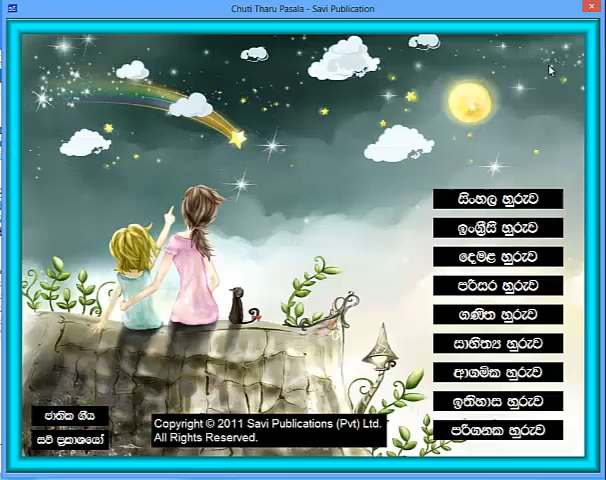 Chuti Tharu Pasala - Savi Publication
සිංහල හුරුව
ඉංග්‍රීසි හුරුව
දෙමළ හුරුව
පරිසර හුරුව
ගණිත හුරුව
සාහිත්‍ය හුරුව
ආගමික හුරුව
ඉතිහාස හුරුව
පරිගනක හුරුව
ජාතික ගීය
සව් ප්‍රකාශයෝ
Copyright © 2011 Savi Publications (Pvt) Ltd.
All Rights Reserved.